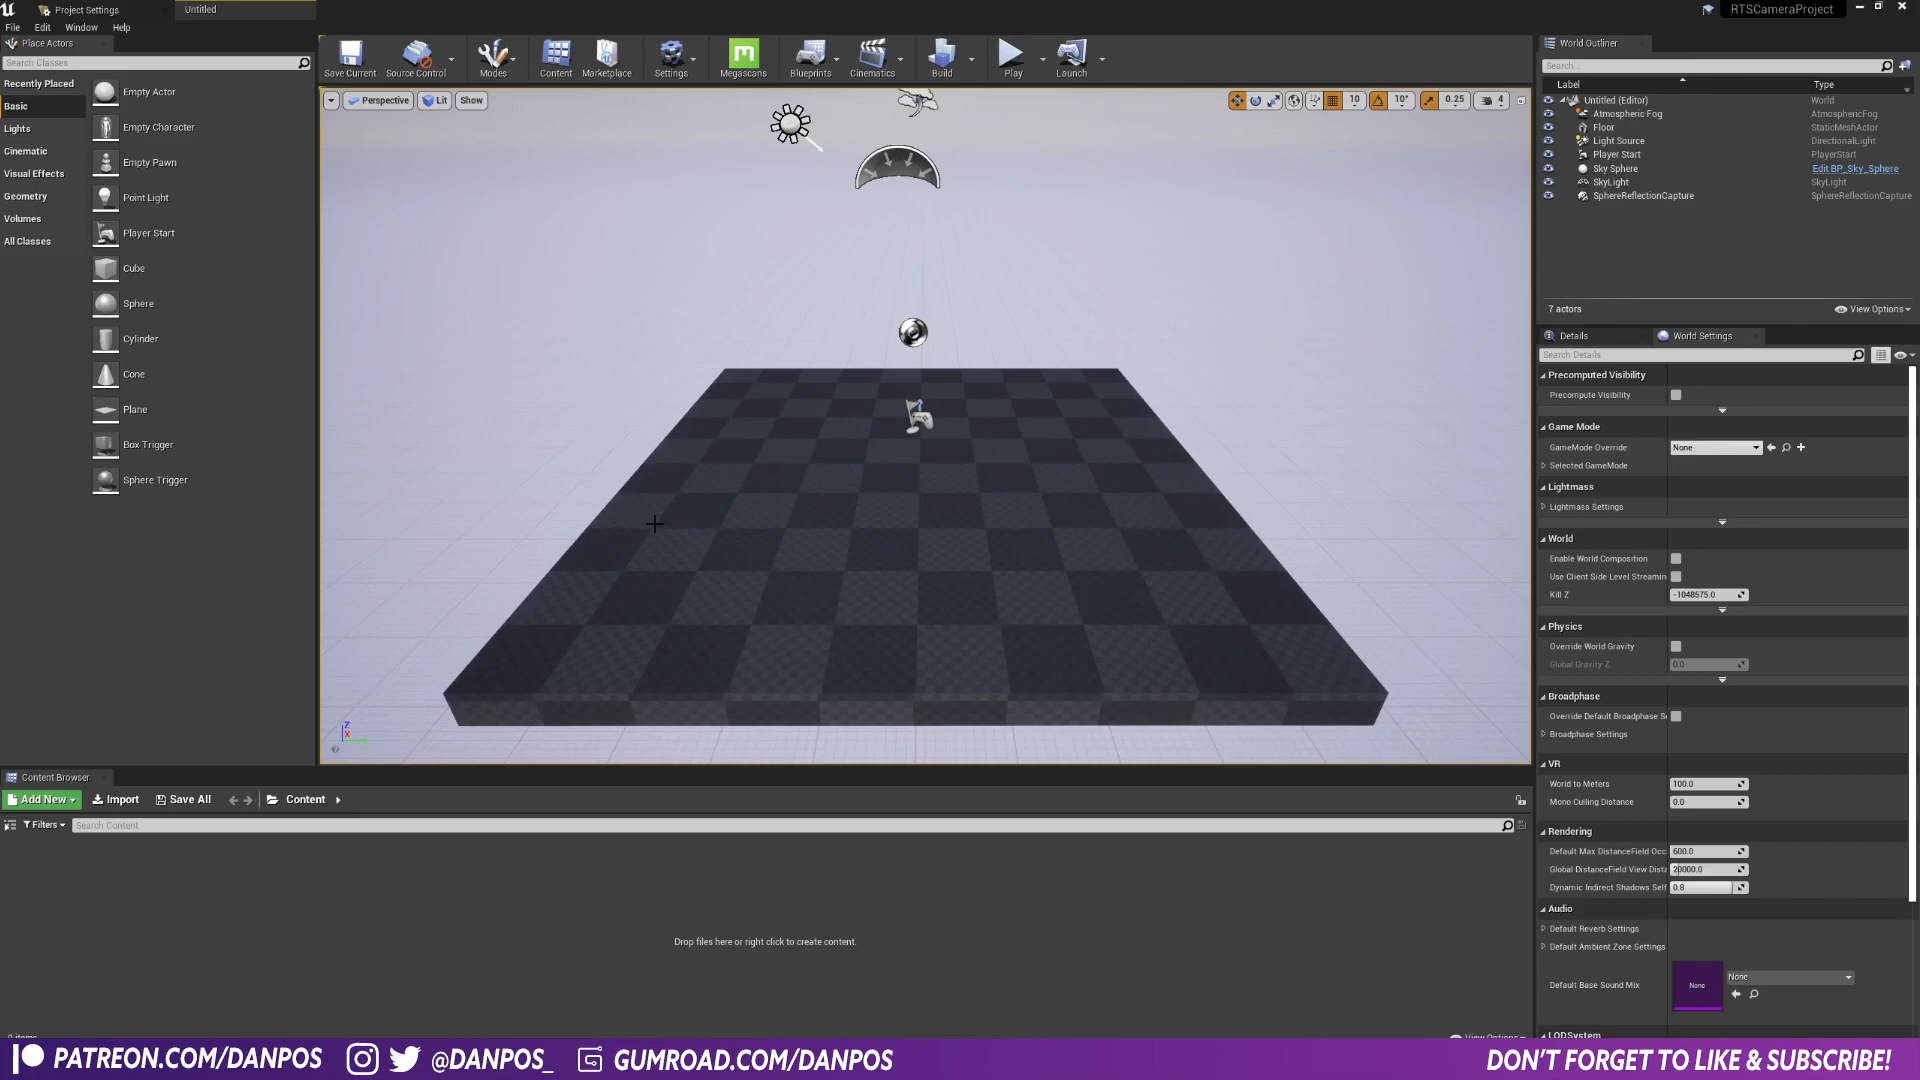 Project Settings
Untitled
RTSCameraProject
File Edit Window Help
Place Actors
Search Classes
Recently Placed
Basic
Lights
Cinematic
Visual Effects
Geometry
Volumes
All Classes
Empty Actor
Empty Character
Empty Pawn
Point Light
Player Start
Cube
Sphere
Cylinder
Cone
Plane
Box Trigger
Sphere Trigger
Save Current Source Control Modes Content Marketplace Settings Megascans Blueprints Cinematics Build Play Launch
Perspective Lit Show
10 10° 0.25 4
Z
X
World Outliner
Search...
Label Type
Untitled (Editor) World
Atmospheric Fog AtmosphericFog
Floor StaticMeshActor
Light Source DirectionalLight
Player Start PlayerStart
Sky Sphere Edit BP_Sky_Sphere
SkyLight SkyLight
SphereReflectionCapture SphereReflectionCapture
7 actors View Options
Details World Settings
Search Details
Precomputed Visibility
Precompute Visibility
Game Mode
GameMode Override None
Selected GameMode
Lightmass
Lightmass Settings
World
Enable World Composition
Use Client Side Level Streamin
Kill Z -1048575.0
Physics
Override World Gravity
Global Gravity Z 0.0
Broadphase
Override Default Broadphase S
Broadphase Settings
VR
World to Meters 100.0
Mono Culling Distance 0.0
Rendering
Default Max DistanceField Occ 600.0
Global DistanceField View Dista 20000.0
Dynamic Indirect Shadows Self 0.8
Audio
Default Reverb Settings
Default Ambient Zone Settings
Default Base Sound Mix None None
LODSystem
Content Browser
Add New Import Save All Content
Filters Search Content
Drop files here or right click to create content.
View Options
PATREON.COM/DANPOS @DANPOS_ GUMROAD.COM/DANPOS DON'T FORGET TO LIKE & SUBSCRIBE!